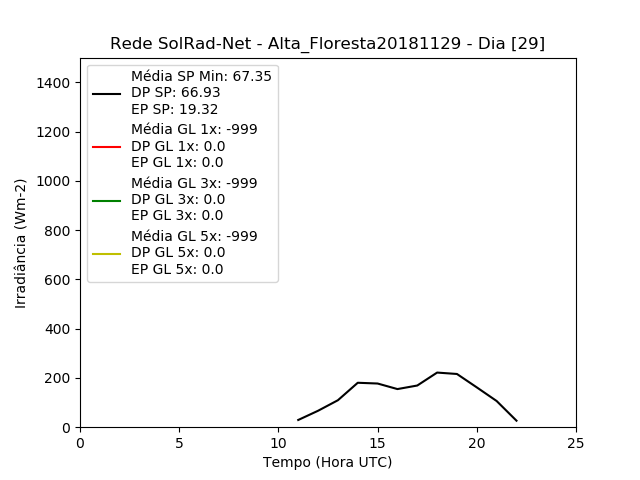 Rede SolRad-Net - Alta_Floresta20181129 - Dia [29]
Média SP Min: 67.35
DP SP: 66.93
EP SP: 19.32
Média GL 1x: -999
DP GL 1x: 0.0
EP GL 1x: 0.0
Média GL 3x: -999
DP GL 3x: 0.0
EP GL 3x: 0.0
Média GL 5x: -999
DP GL 5x: 0.0
EP GL 5x: 0.0
1400
1200
1000
800
600
400
200
0
Irradiância (Wm-2)
0 5 10 15 20 25
Tempo (Hora UTC)